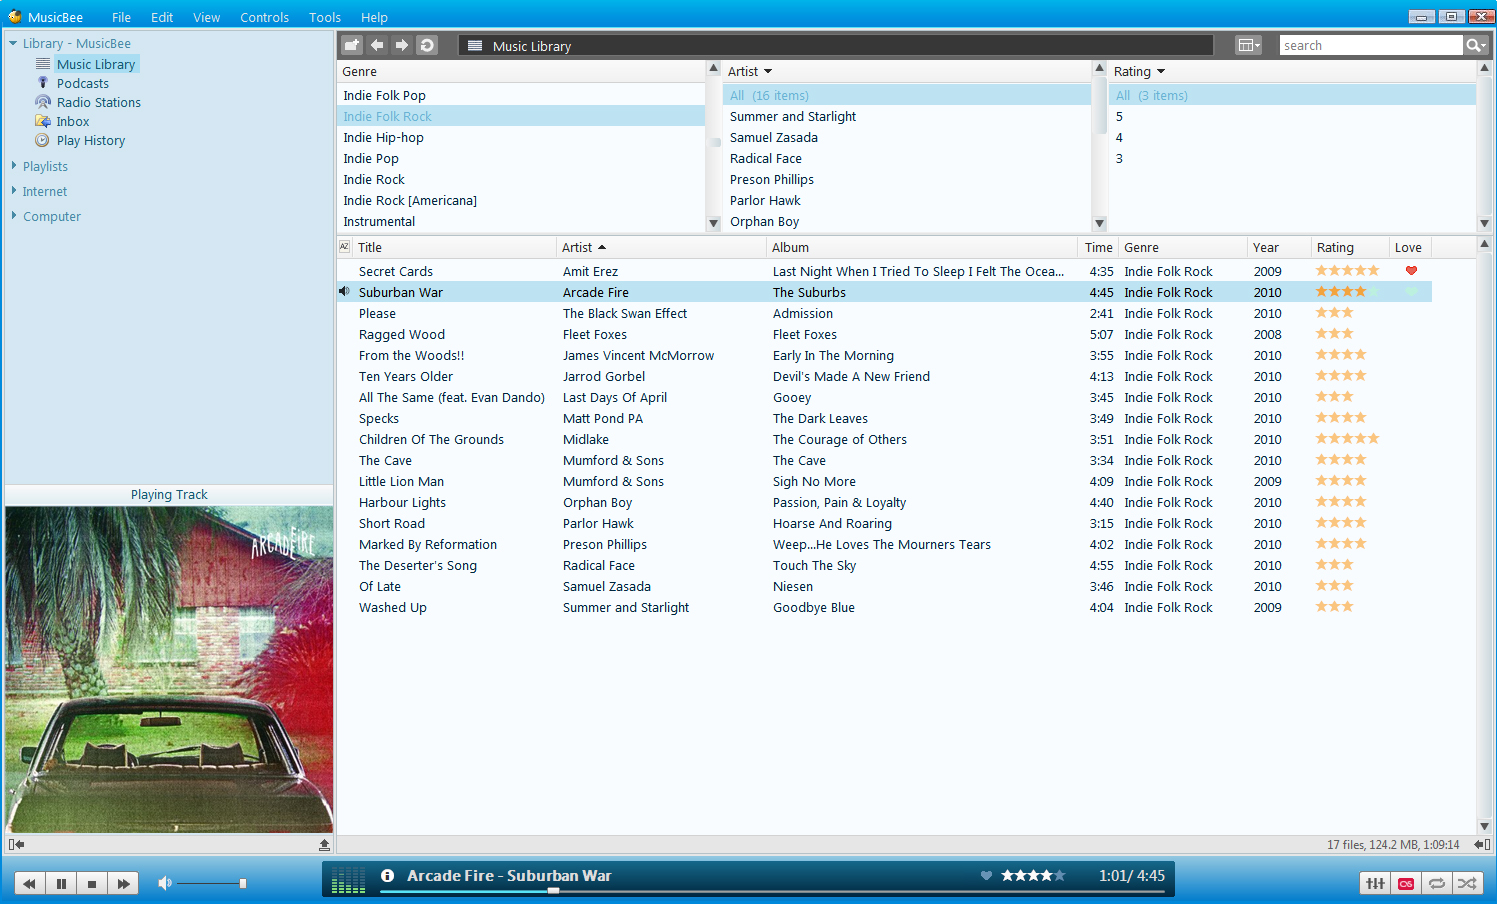 MusicBee File Edit View Controls Tools Help
Library - MusicBee
Music Library
Podcasts
Radio Stations
Inbox
Play History
Playlists
Internet
Computer
Playing Track
ARCADE FIRE
Music Library
search
Genre
Indie Folk Pop
Indie Folk Rock
Indie Hip-hop
Indie Pop
Indie Rock
Indie Rock [Americana]
Instrumental
Artist
All (16 items)
Summer and Starlight
Samuel Zasada
Radical Face
Preson Phillips
Parlor Hawk
Orphan Boy
Rating
All (3 items)
5
4
3
AZ Title Artist Album Time Genre Year Rating Love
Secret Cards Amit Erez Last Night When I Tried To Sleep I Felt The Ocea... 4:35 Indie Folk Rock 2009
Suburban War Arcade Fire The Suburbs 4:45 Indie Folk Rock 2010
Please The Black Swan Effect Admission 2:41 Indie Folk Rock 2010
Ragged Wood Fleet Foxes Fleet Foxes 5:07 Indie Folk Rock 2008
From the Woods!! James Vincent McMorrow Early In The Morning 3:55 Indie Folk Rock 2010
Ten Years Older Jarrod Gorbel Devil's Made A New Friend 4:13 Indie Folk Rock 2010
All The Same (feat. Evan Dando) Last Days Of April Gooey 3:45 Indie Folk Rock 2010
Specks Matt Pond PA The Dark Leaves 3:49 Indie Folk Rock 2010
Children Of The Grounds Midlake The Courage of Others 3:51 Indie Folk Rock 2010
The Cave Mumford & Sons The Cave 3:34 Indie Folk Rock 2010
Little Lion Man Mumford & Sons Sigh No More 4:09 Indie Folk Rock 2009
Harbour Lights Orphan Boy Passion, Pain & Loyalty 4:40 Indie Folk Rock 2010
Short Road Parlor Hawk Hoarse And Roaring 3:15 Indie Folk Rock 2010
Marked By Reformation Preson Phillips Weep...He Loves The Mourners Tears 4:02 Indie Folk Rock 2010
The Deserter's Song Radical Face Touch The Sky 4:55 Indie Folk Rock 2010
Of Late Samuel Zasada Niesen 3:46 Indie Folk Rock 2010
Washed Up Summer and Starlight Goodbye Blue 4:04 Indie Folk Rock 2009
17 files, 124.2 MB, 1:09:14
Arcade Fire - Suburban War 1:01/ 4:45